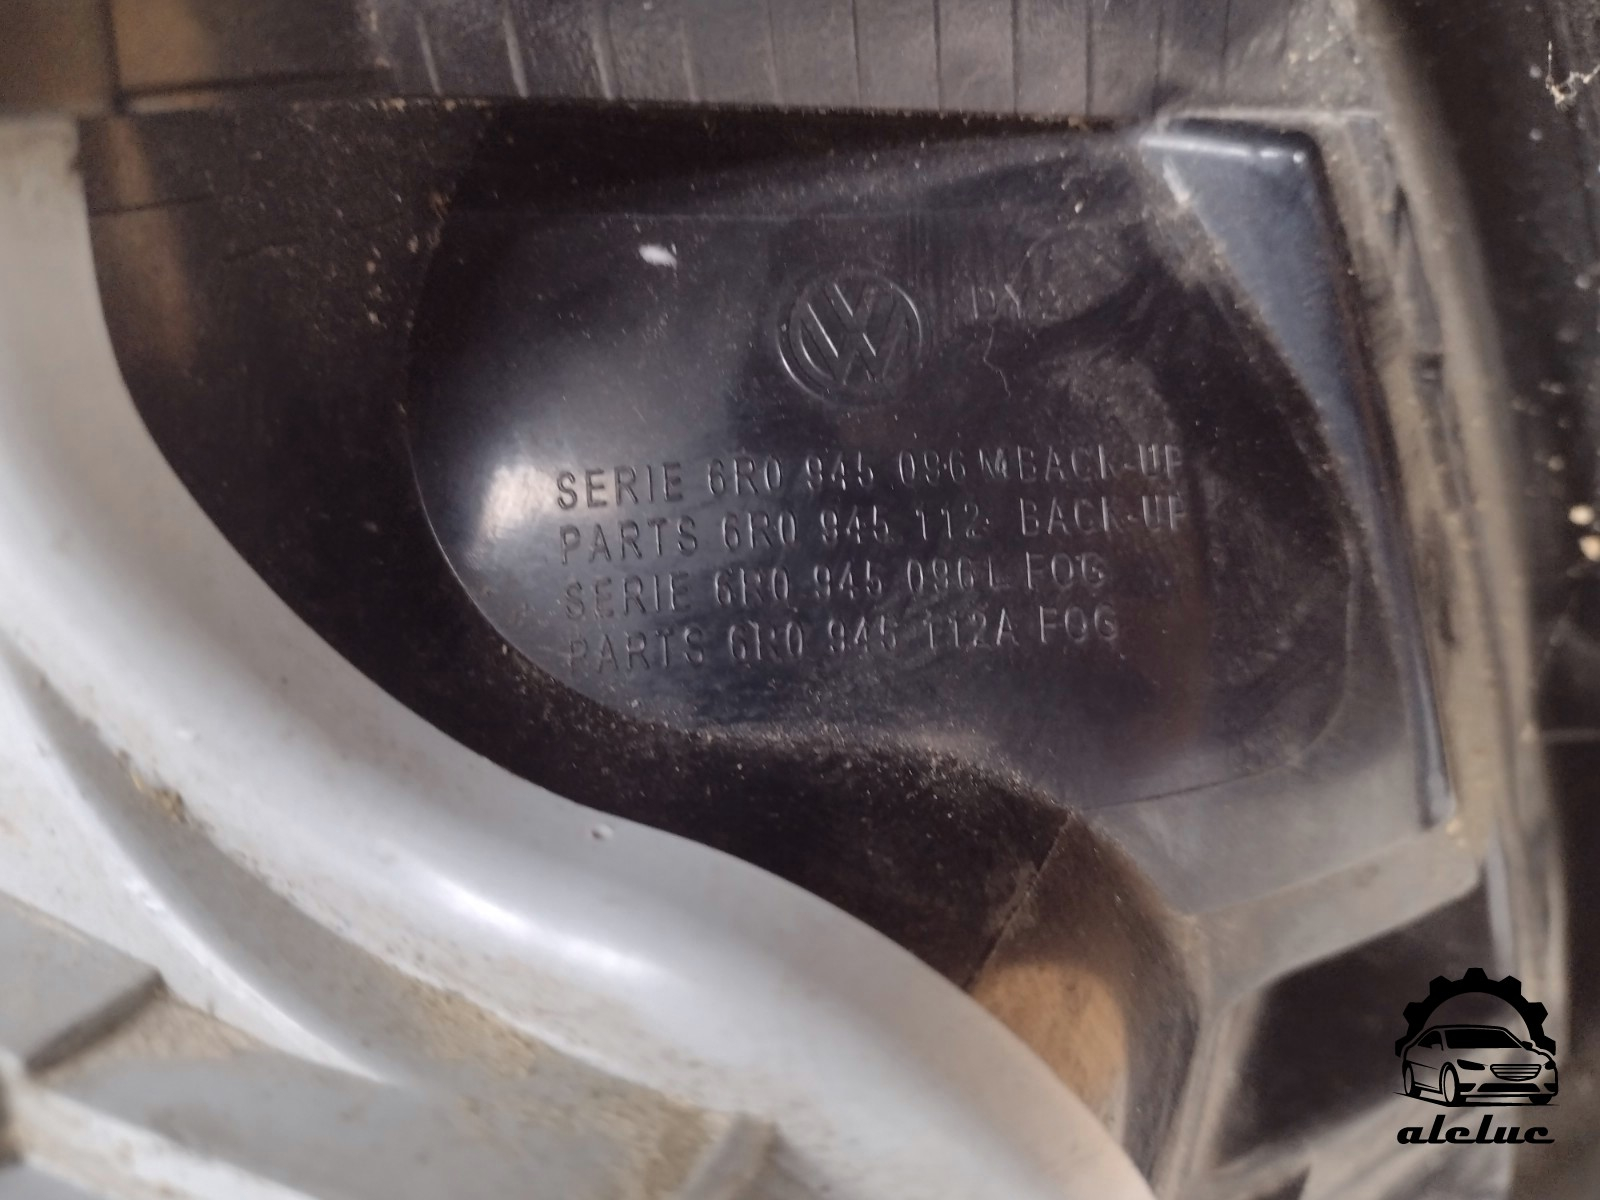 SERIE 6R0 945 096 M BACK-UP
PARTS 6R0 945 112 BACK-UP
SERIE 6R0 945 096 L FOG
PARTS 6R0 945 112A FOG
aleluc